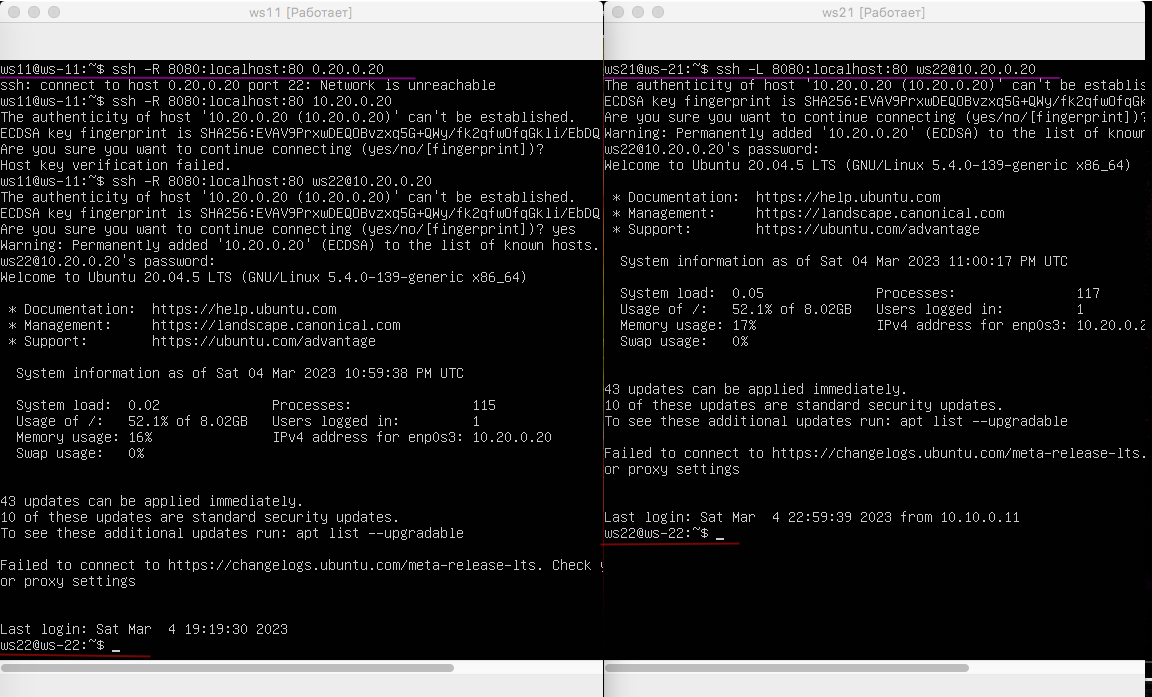 ws11 [Работает]
ws11@ws-11:~$ ssh -R 8080:localhost:80 0.20.0.20
ssh: connect to host 0.20.0.20 port 22: Network is unreachable
ws11@ws-11:~$ ssh -R 8080:localhost:80 10.20.0.20
The authenticity of host '10.20.0.20 (10.20.0.20)' can't be established.
ECDSA key fingerprint is SHA256:EVAV9PrxwDEQOBvzxq5G+QWy/fk2qfwOfqGkli/EbDQ
Are you sure you want to continue connecting (yes/no/[fingerprint])?
Host key verification failed.
ws11@ws-11:~$ ssh -R 8080:localhost:80 ws22@10.20.0.20
The authenticity of host '10.20.0.20 (10.20.0.20)' can't be established.
ECDSA key fingerprint is SHA256:EVAV9PrxwDEQOBvzxq5G+QWy/fk2qfwOfqGkli/EbDQ
Are you sure you want to continue connecting (yes/no/[fingerprint])? yes
Warning: Permanently added '10.20.0.20' (ECDSA) to the list of known hosts.
ws22@10.20.0.20's password:
Welcome to Ubuntu 20.04.5 LTS (GNU/Linux 5.4.0-139-generic x86_64)
* Documentation: https://help.ubuntu.com
* Management: https://landscape.canonical.com
* Support: https://ubuntu.com/advantage
System information as of Sat 04 Mar 2023 10:59:38 PM UTC
System load: 0.02 Processes: 115
Usage of /: 52.1% of 8.02GB Users logged in: 1
Memory usage: 16% IPv4 address for enp0s3: 10.20.0.20
Swap usage: 0%
43 updates can be applied immediately.
10 of these updates are standard security updates.
To see these additional updates run: apt list --upgradable
Failed to connect to https://changelogs.ubuntu.com/meta-release-lts. Check
or proxy settings
Last login: Sat Mar 4 19:19:30 2023
ws22@ws-22:~$ _
ws21 [Работает]
ws21@ws-21:~$ ssh -L 8080:localhost:80 ws22@10.20.0.20
The authenticity of host '10.20.0.20 (10.20.0.20)' can't be establis
ECDSA key fingerprint is SHA256:EVAV9PrxwDEQOBvzxq5G+QWy/fk2qfwOfqGk
Are you sure you want to continue connecting (yes/no/[fingerprint])?
Warning: Permanently added '10.20.0.20' (ECDSA) to the list of known
ws22@10.20.0.20's password:
Welcome to Ubuntu 20.04.5 LTS (GNU/Linux 5.4.0-139-generic x86_64)
* Documentation: https://help.ubuntu.com
* Management: https://landscape.canonical.com
* Support: https://ubuntu.com/advantage
System information as of Sat 04 Mar 2023 11:00:17 PM UTC
System load: 0.05 Processes: 117
Usage of /: 52.1% of 8.02GB Users logged in: 1
Memory usage: 17% IPv4 address for enp0s3: 10.20.0.2
Swap usage: 0%
43 updates can be applied immediately.
10 of these updates are standard security updates.
To see these additional updates run: apt list --upgradable
Failed to connect to https://changelogs.ubuntu.com/meta-release-lts.
or proxy settings
Last login: Sat Mar 4 22:59:39 2023 from 10.10.0.11
ws22@ws-22:~$ _